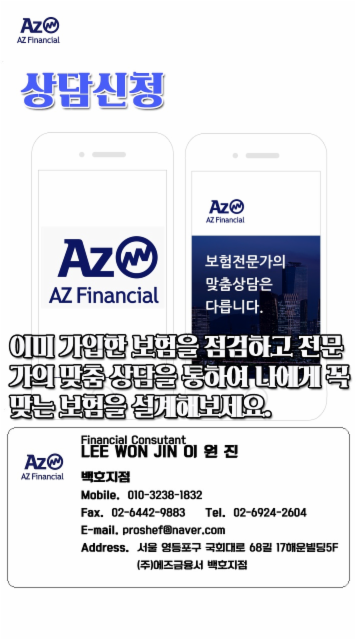 AZ
AZ Financial
상담신청
AZ
AZ Financial
AZ
AZ Financial
보험전문가의
맞춤상담은
다릅니다.
이미 가입한 보험을 점검하고 전문
가의 맞춤 상담을 통하여 나에게 꼭
맞는 보험을 설계해보세요.
AZ
AZ Financial
Financial Consutant
LEE WON JIN 이 원 진
백호지점
Mobile. 010-3238-1832
Fax. 02-6442-9883 Tel. 02-6924-2604
E-mail. proshef@naver.com
Address. 서울 영등포구 국회대로 68길 17해운빌딩5F
(주)에즈금융서 백호지점